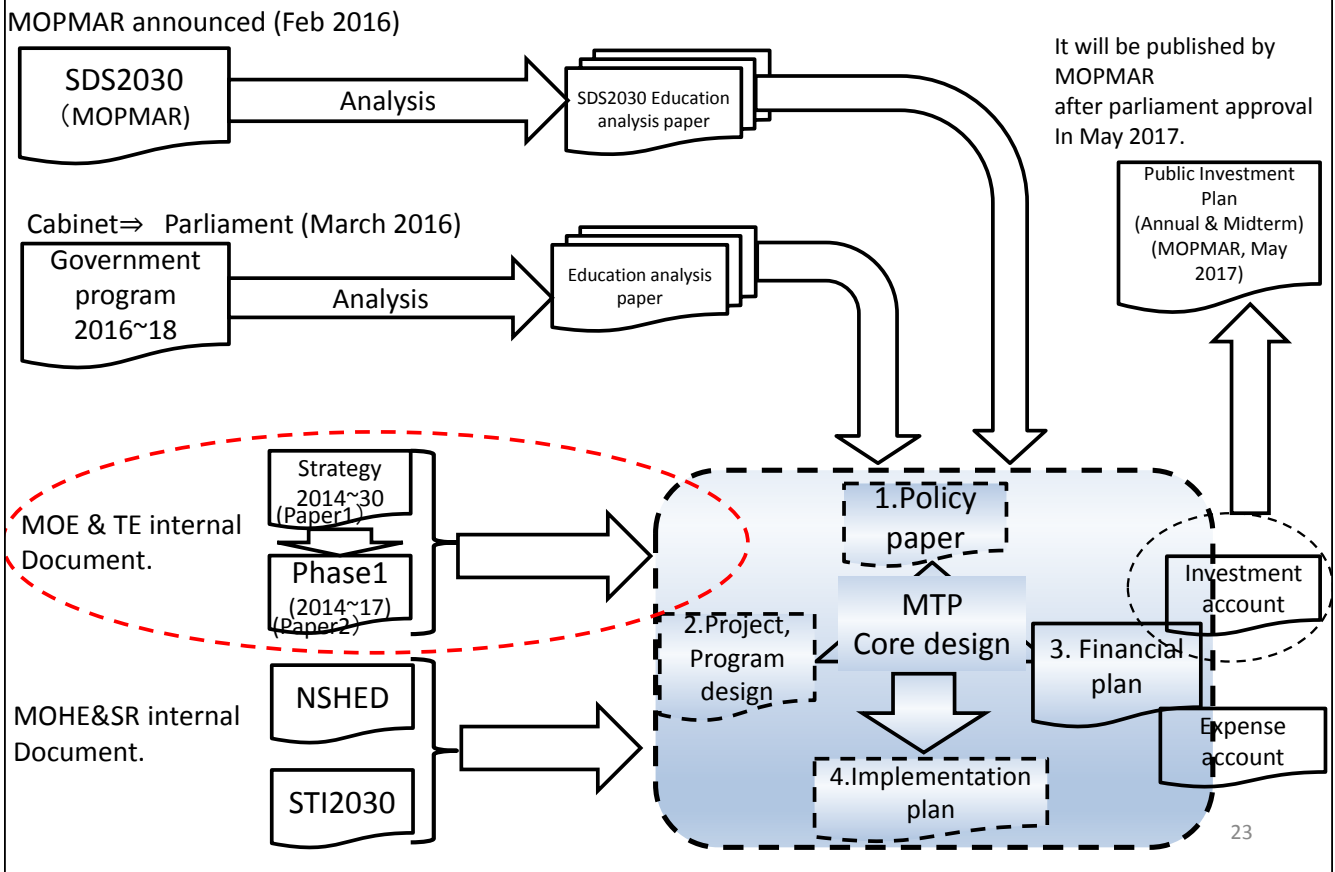 MOPMAR announced (Feb 2016)
SDS2030
（MOPMAR)
Analysis
SDS2030 Education
analysis paper
It will be published by
MOPMAR
after parliament approval
In May 2017.
Public Investment
Plan
(Annual & Midterm)
(MOPMAR, May
2017)
Cabinet⇒ Parliament (March 2016)
Government
program
2016~18
Analysis
Education analysis
paper
MOE & TE internal
Document.
Strategy
2014~30
(Paper1）
Phase1
(2014~17)
(Paper2）
MOHE&SR internal
Document.
NSHED
STI2030
1.Policy
paper
MTP
Core design
2.Project,
Program
design
3. Financial
plan
4.Implementation
plan
Investment
account
Expense
account
23